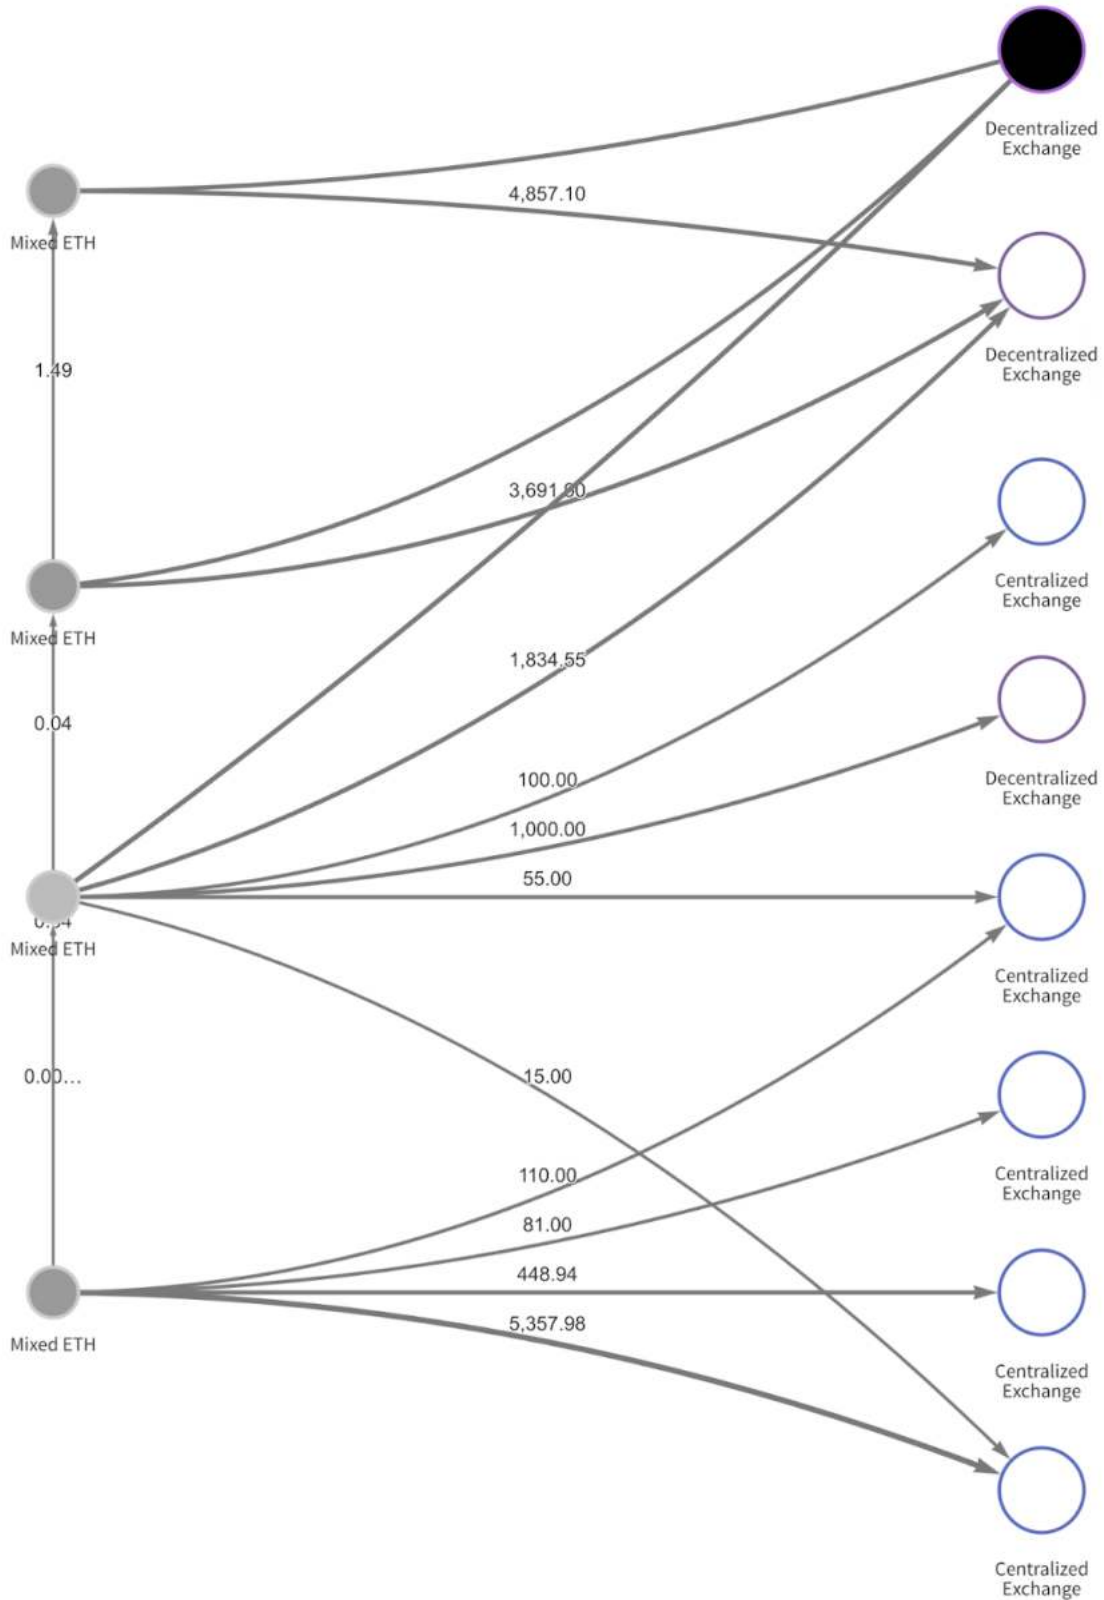 Decentralized
Exchange
4,857.10
Mixed ETH
Decentralized
Exchange
1.49
3,691.90
Centralized
Exchange
Mixed ETH
1,834.55
0.04
100.00
Decentralized
Exchange
1,000.00
55.00
Mixed ETH
Centralized
Exchange
0.00…
15.00
110.00
Centralized
Exchange
81.00
448.94
5,357.98
Mixed ETH
Centralized
Exchange
Centralized
Exchange